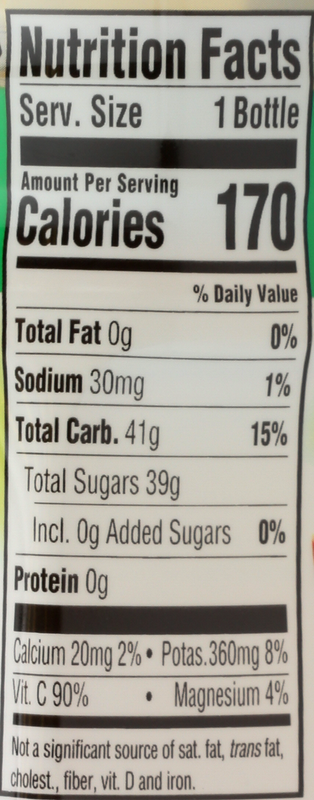 Nutrition Facts
Serv. Size 1 Bottle
Amount Per Serving
Calories 170
% Daily Value
Total Fat 0g 0%
Sodium 30mg 1%
Total Carb. 41g 15%
Total Sugars 39g
Incl. 0g Added Sugars 0%
Protein 0g
Calcium 20mg 2% • Potas.360mg 8%
Vit. C 90% • Magnesium 4%
Not a significant source of sat. fat, trans fat,
cholest., fiber, vit. D and iron.